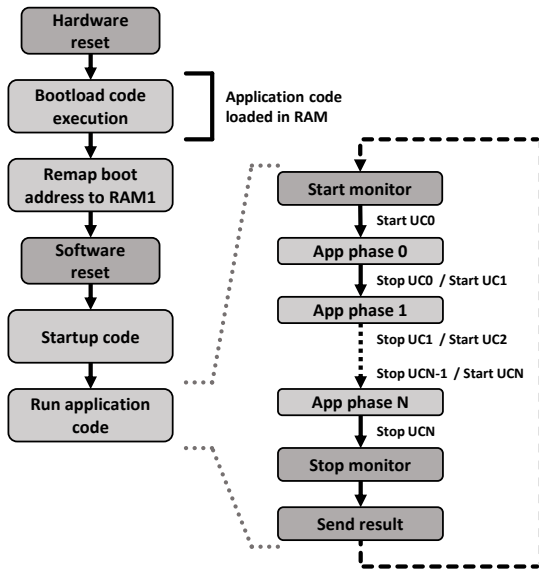 Hardware
reset
Bootload code
execution
Application code
loaded in RAM
Remap boot
address to RAM1
Software
reset
Startup code
Run application
code
Start monitor
Start UC0
App phase 0
Stop UC0 / Start UC1
App phase 1
Stop UC1 / Start UC2
Stop UCN-1 / Start UCN
App phase N
Stop UCN
Stop monitor
Send result